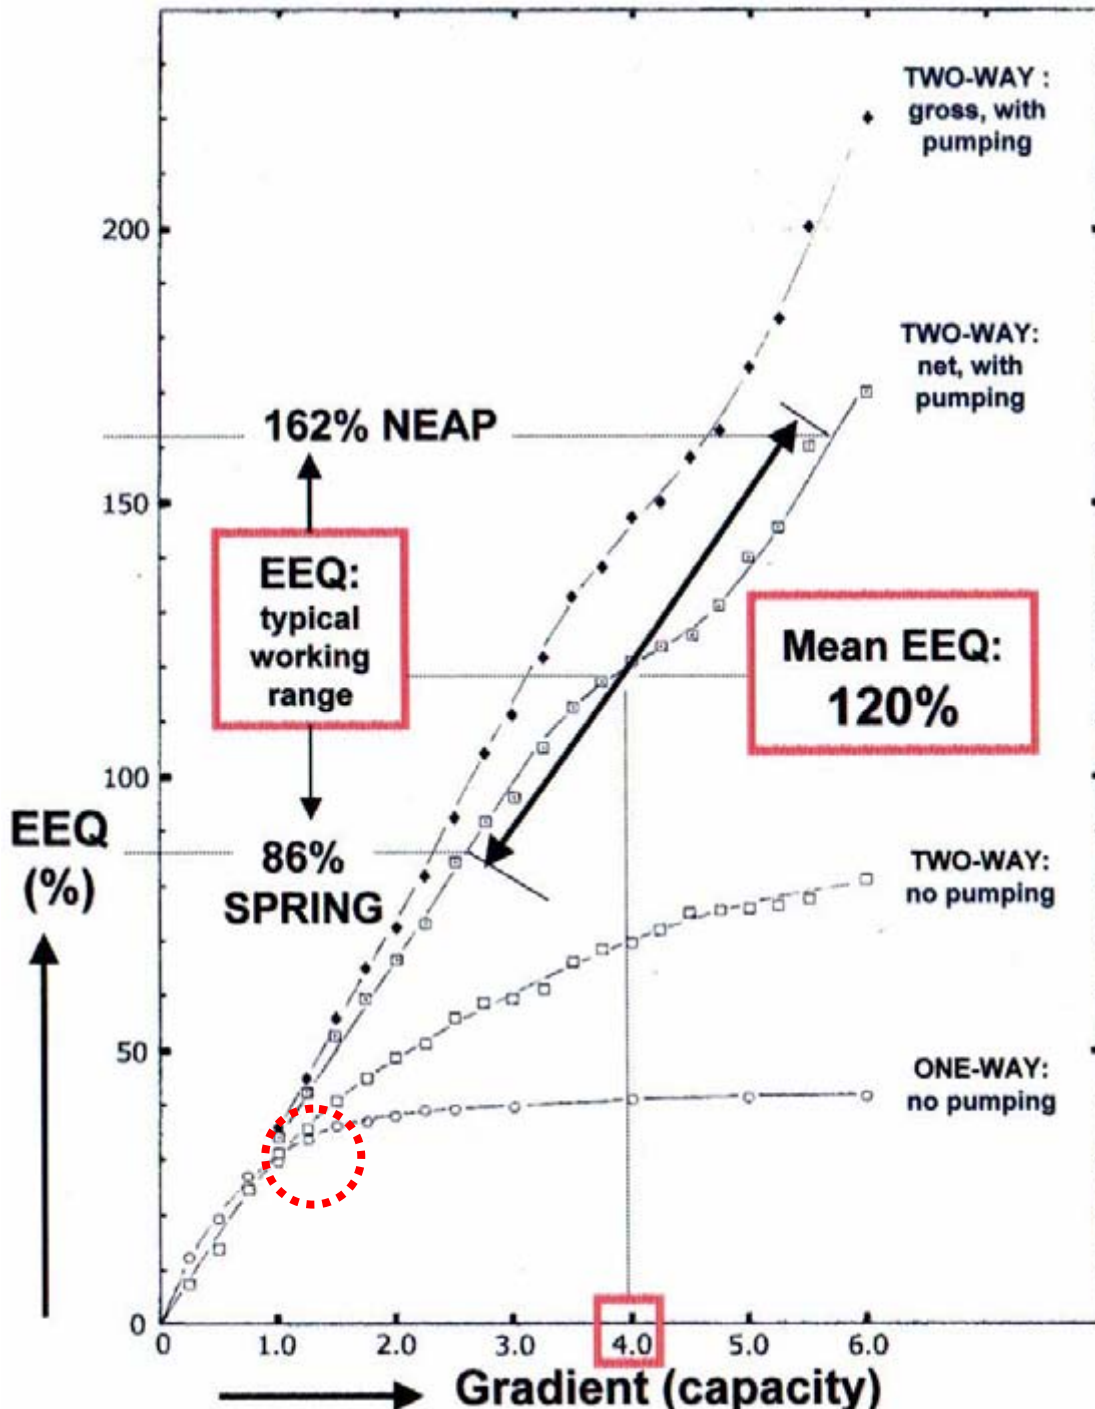 TWO-WAY :
gross, with
pumping
200
TWO-WAY:
net, with
pumping
162% NEAP
150
EEQ:
typical
working
range
Mean EEQ:
120%
100
EEQ
(%)
86%
SPRING
TWO-WAY:
no pumping
50
ONE-WAY:
no pumping
0
0 1.0 2.0 3.0 4.0 5.0 6.0
Gradient (capacity)